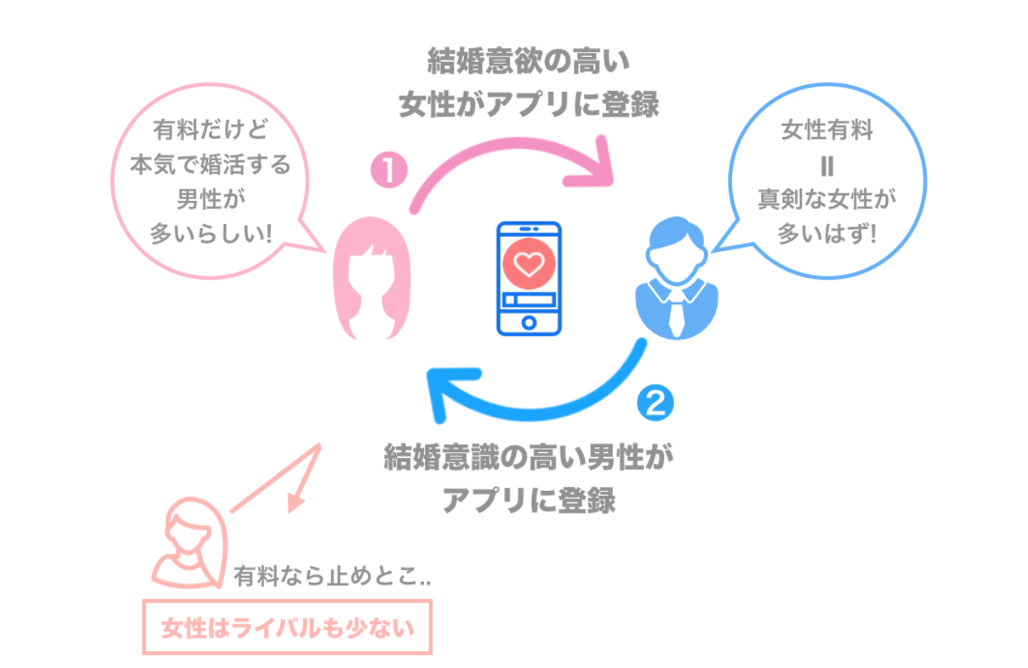 結婚意欲の高い
女性がアプリに登録
有料だけど
本気で婚活する
男性が
多いらしい!
❶
女性有料
=
真剣な女性が
多いはず!
❷
結婚意識の高い男性が
アプリに登録
有料なら止めとこ..
女性はライバルも少ない